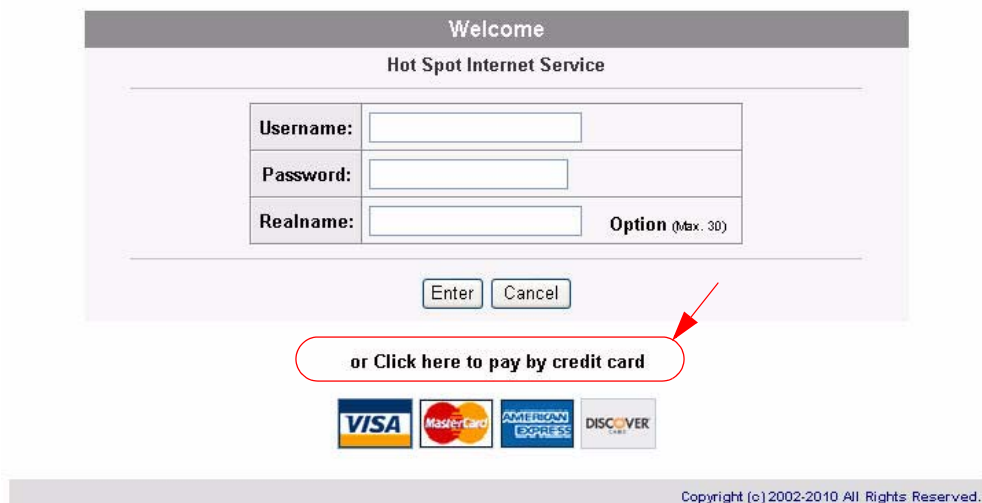 Welcome
Hot Spot Internet Service
Username:
Password:
Realname: Option (Max. 30)
Enter Cancel
or Click here to pay by credit card
VISA MasterCard AMERICAN EXPRESS DISCOVER
Copyright (c) 2002-2010 All Rights Reserved.